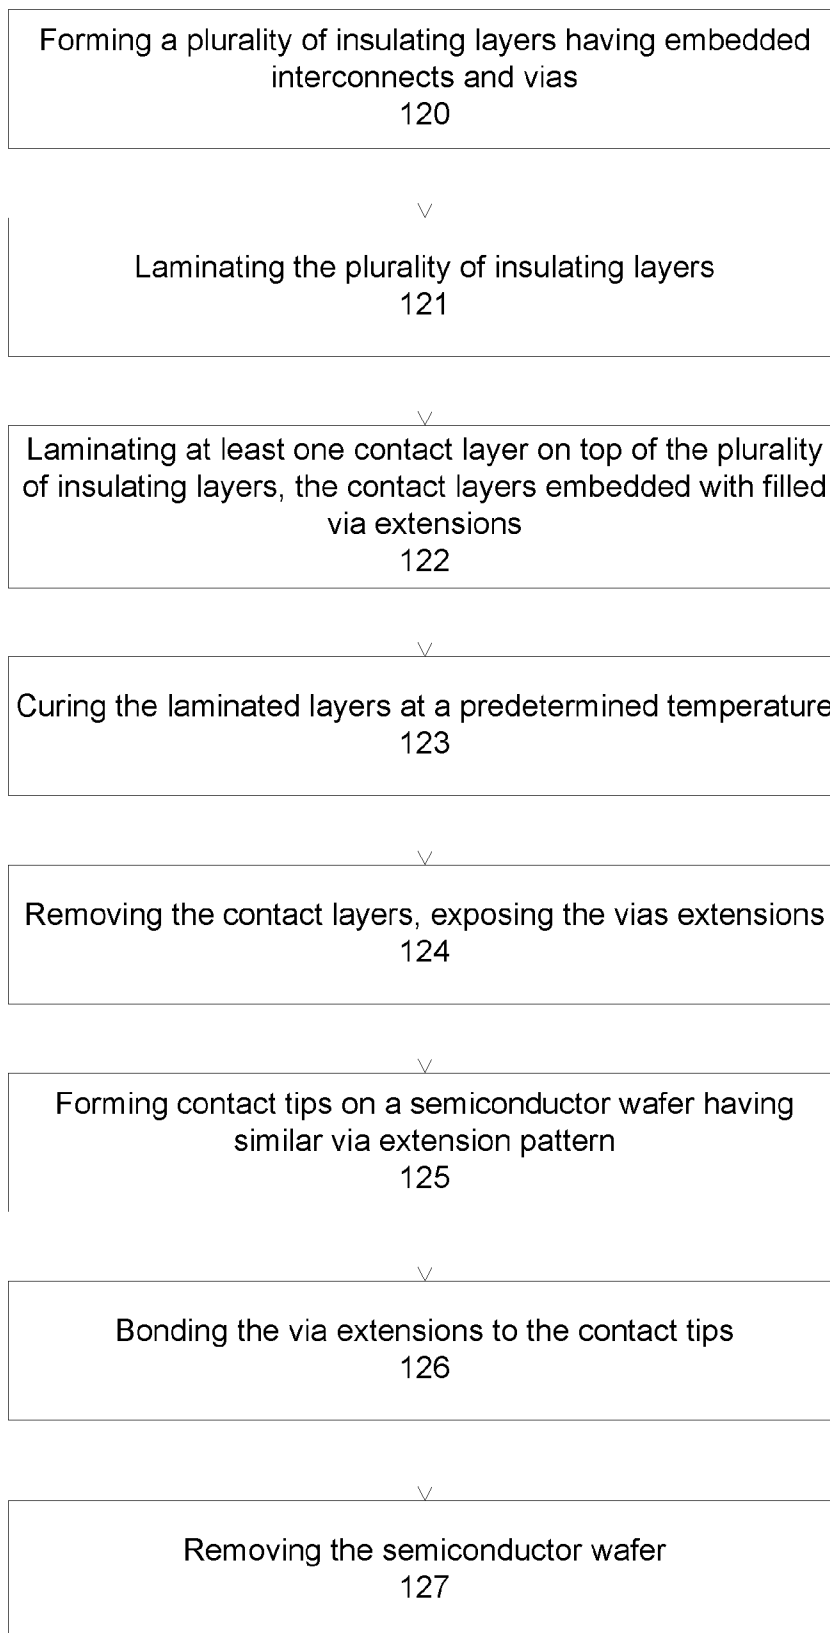 Forming a plurality of insulating layers having embedded
interconnects and vias
120
Laminating the plurality of insulating layers
121
Laminating at least one contact layer on top of the plurality
of insulating layers, the contact layers embedded with filled
via extensions
122
Curing the laminated layers at a predetermined temperature
123
Removing the contact layers, exposing the vias extensions
124
Forming contact tips on a semiconductor wafer having
similar via extension pattern
125
Bonding the via extensions to the contact tips
126
Removing the semiconductor wafer
127